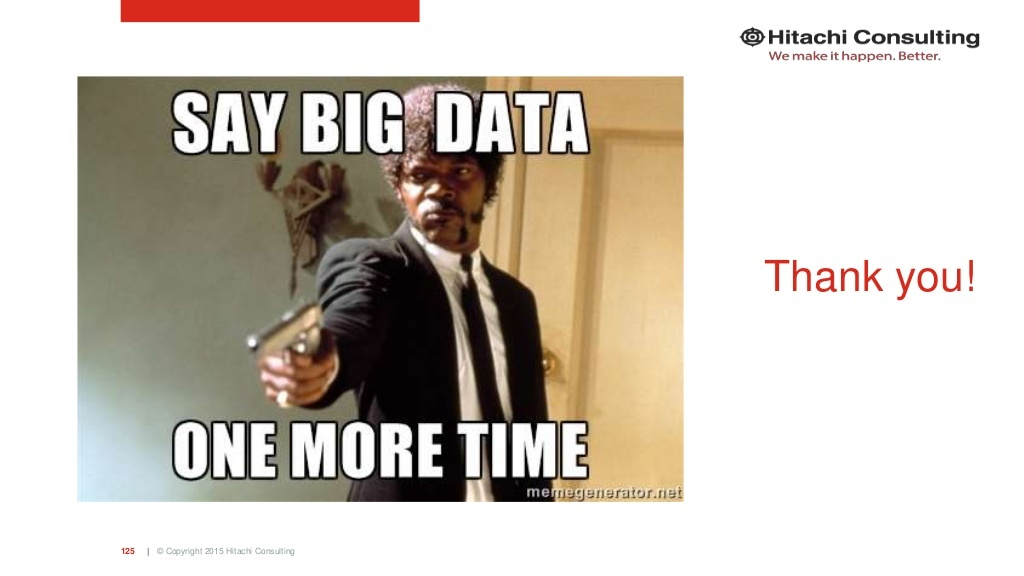 Hitachi Consulting
We make it happen. Better.
SAY BIG DATA
ONE MORE TIME
memegenerator.net
Thank you!
125 | © Copyright 2015 Hitachi Consulting